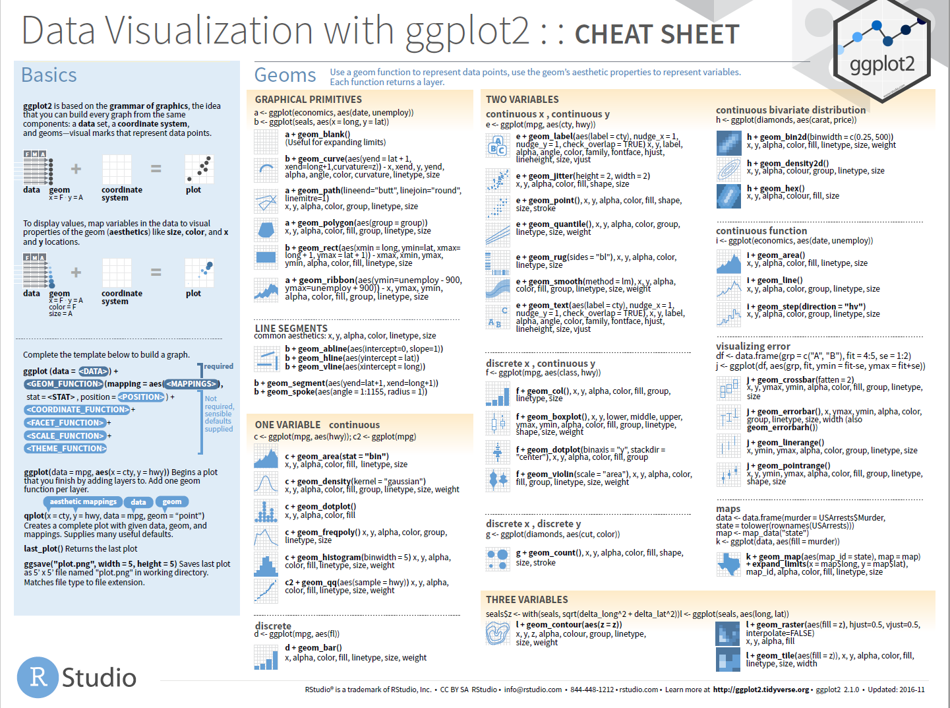 Data Visualization with ggplot2 : : CHEAT SHEET
ggplot2
Basics
ggplot2 is based on the grammar of graphics, the idea
that you can build every graph from the same
components: a data set, a coordinate system,
and geoms—visual marks that represent data points.
F M A
data geom coordinate plot
x = F · y = A system
To display values, map variables in the data to visual
properties of the geom (aesthetics) like size, color, and x
and y locations.
F M A
data geom coordinate plot
x = F · y = A system
color = F
size = A
Complete the template below to build a graph.
required
ggplot (data = <DATA>) +
<GEOM_FUNCTION>(mapping = aes(<MAPPINGS>),
stat = <STAT> , position = <POSITION>) +
<COORDINATE_FUNCTION> +
<FACET_FUNCTION> +
<SCALE_FUNCTION> +
<THEME_FUNCTION>
Not
required,
sensible
defaults
supplied
ggplot(data = mpg, aes(x = cty, y = hwy)) Begins a plot
that you finish by adding layers to. Add one geom
function per layer.
aesthetic mappings data geom
qplot(x = cty, y = hwy, data = mpg, geom = "point")
Creates a complete plot with given data, geom, and
mappings. Supplies many useful defaults.
last_plot() Returns the last plot
ggsave("plot.png", width = 5, height = 5) Saves last plot
as 5' x 5' file named "plot.png" in working directory.
Matches file type to file extension.
Geoms
Use a geom function to represent data points, use the geom's aesthetic properties to represent variables.
Each function returns a layer.
GRAPHICAL PRIMITIVES
a <- ggplot(economics, aes(date, unemploy))
b <- ggplot(seals, aes(x = long, y = lat))
a + geom_blank()
(Useful for expanding limits)
b + geom_curve(aes(yend = lat + 1,
xend=long+1,curvature=z)) - x, xend, y, yend,
alpha, angle, color, curvature, linetype, size
a + geom_path(lineend="butt", linejoin="round",
linemitre=1)
x, y, alpha, color, group, linetype, size
a + geom_polygon(aes(group = group))
x, y, alpha, color, fill, group, linetype, size
b + geom_rect(aes(xmin = long, ymin=lat, xmax=
long + 1, ymax = lat + 1)) - xmax, xmin, ymax,
ymin, alpha, color, fill, linetype, size
a + geom_ribbon(aes(ymin=unemploy - 900,
ymax=unemploy + 900)) - x, ymax, ymin,
alpha, color, fill, group, linetype, size
LINE SEGMENTS
common aesthetics: x, y, alpha, color, linetype, size
b + geom_abline(aes(intercept=0, slope=1))
b + geom_hline(aes(yintercept = lat))
b + geom_vline(aes(xintercept = long))
b + geom_segment(aes(yend=lat+1, xend=long+1))
b + geom_spoke(aes(angle = 1:1155, radius = 1))
ONE VARIABLE continuous
c <- ggplot(mpg, aes(hwy)); c2 <- ggplot(mpg)
c + geom_area(stat = "bin")
x, y, alpha, color, fill, linetype, size
c + geom_density(kernel = "gaussian")
x, y, alpha, color, fill, group, linetype, size, weight
c + geom_dotplot()
x, y, alpha, color, fill
c + geom_freqpoly() x, y, alpha, color, group,
linetype, size
c + geom_histogram(binwidth = 5) x, y, alpha,
color, fill, linetype, size, weight
c2 + geom_qq(aes(sample = hwy)) x, y, alpha,
color, fill, linetype, size, weight
discrete
d <- ggplot(mpg, aes(fl))
d + geom_bar()
x, alpha, color, fill, linetype, size, weight
TWO VARIABLES
continuous x , continuous y
e <- ggplot(mpg, aes(cty, hwy))
e + geom_label(aes(label = cty), nudge_x = 1,
nudge_y = 1, check_overlap = TRUE) x, y, label,
alpha, angle, color, family, fontface, hjust,
lineheight, size, vjust
e + geom_jitter(height = 2, width = 2)
x, y, alpha, color, fill, shape, size
e + geom_point(), x, y, alpha, color, fill, shape,
size, stroke
e + geom_quantile(), x, y, alpha, color, group,
linetype, size, weight
e + geom_rug(sides = "bl"), x, y, alpha, color,
linetype, size
e + geom_smooth(method = lm), x, y, alpha,
color, fill, group, linetype, size, weight
e + geom_text(aes(label = cty), nudge_x = 1,
nudge_y = 1, check_overlap = TRUE), x, y, label,
alpha, angle, color, family, fontface, hjust,
lineheight, size, vjust
discrete x , continuous y
f <- ggplot(mpg, aes(class, hwy))
f + geom_col(), x, y, alpha, color, fill, group,
linetype, size
f + geom_boxplot(), x, y, lower, middle, upper,
ymax, ymin, alpha, color, fill, group, linetype,
shape, size, weight
f + geom_dotplot(binaxis = "y", stackdir =
"center"), x, y, alpha, color, fill, group
f + geom_violin(scale = "area"), x, y, alpha, color,
fill, group, linetype, size, weight
discrete x , discrete y
g <- ggplot(diamonds, aes(cut, color))
g + geom_count(), x, y, alpha, color, fill, shape,
size, stroke
continuous bivariate distribution
h <- ggplot(diamonds, aes(carat, price))
h + geom_bin2d(binwidth = c(0.25, 500))
x, y, alpha, color, fill, linetype, size, weight
h + geom_density2d()
x, y, alpha, colour, group, linetype, size
h + geom_hex()
x, y, alpha, colour, fill, size
continuous function
i <- ggplot(economics, aes(date, unemploy))
i + geom_area()
x, y, alpha, color, fill, linetype, size
i + geom_line()
x, y, alpha, color, group, linetype, size
i + geom_step(direction = "hv")
x, y, alpha, color, group, linetype, size
visualizing error
df <- data.frame(grp = c("A", "B"), fit = 4:5, se = 1:2)
j <- ggplot(df, aes(grp, fit, ymin = fit-se, ymax = fit+se))
j + geom_crossbar(fatten = 2)
x, y, ymax, ymin, alpha, color, fill, group, linetype,
size
j + geom_errorbar(), x, ymax, ymin, alpha, color,
group, linetype, size, width (also
geom_errorbarh())
j + geom_linerange()
x, ymin, ymax, alpha, color, group, linetype, size
j + geom_pointrange()
x, y, ymin, ymax, alpha, color, fill, group, linetype,
shape, size
maps
data <- data.frame(murder = USArrests$Murder,
state = tolower(rownames(USArrests)))
map <- map_data("state")
k <- ggplot(data, aes(fill = murder))
k + geom_map(aes(map_id = state), map = map)
+ expand_limits(x = map$long, y = map$lat),
map_id, alpha, color, fill, linetype, size
THREE VARIABLES
seals$z <- with(seals, sqrt(delta_long^2 + delta_lat^2))l <- ggplot(seals, aes(long, lat))
l + geom_contour(aes(z = z))
x, y, z, alpha, colour, group, linetype,
size, weight
l + geom_raster(aes(fill = z), hjust=0.5, vjust=0.5,
interpolate=FALSE)
x, y, alpha, fill
l + geom_tile(aes(fill = z)), x, y, alpha, color, fill,
linetype, size, width
R Studio
RStudio® is a trademark of RStudio, Inc. • CC BY SA RStudio • info@rstudio.com • 844-448-1212 • rstudio.com • Learn more at http://ggplot2.tidyverse.org • ggplot2 2.1.0 • Updated: 2016-11